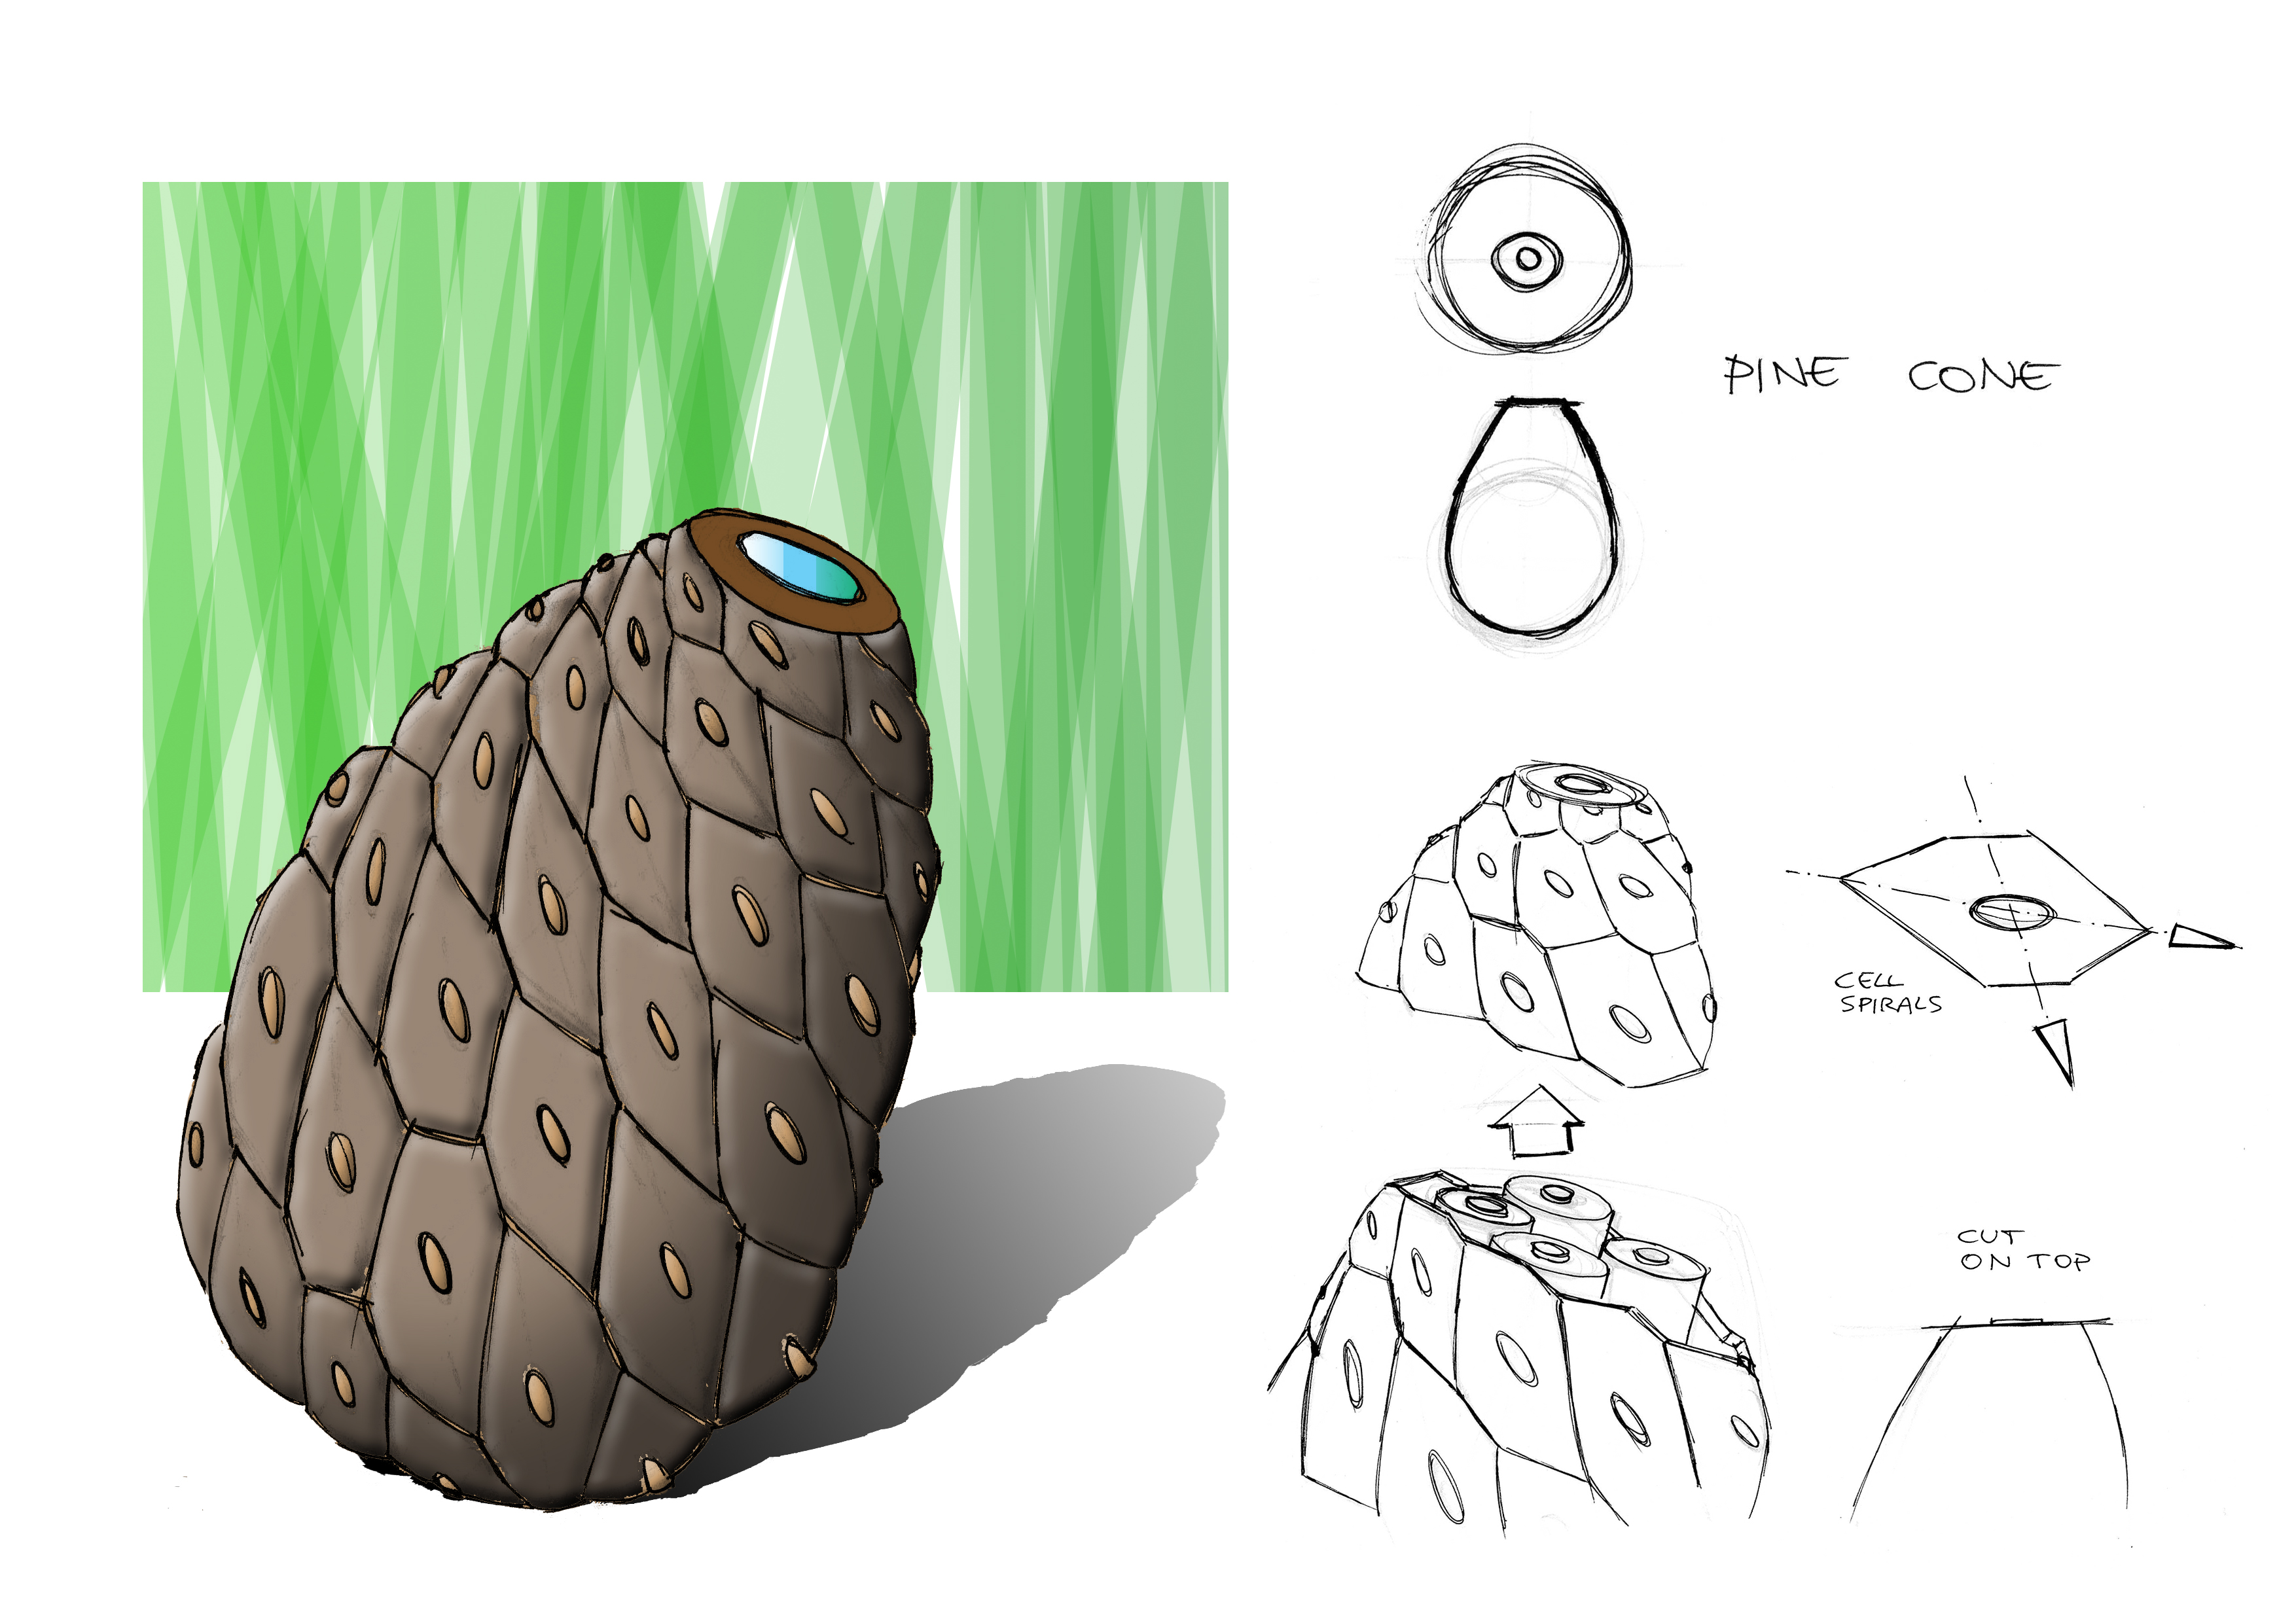 PINE CONE
CELL
SPIRALS
CUT
ON TOP